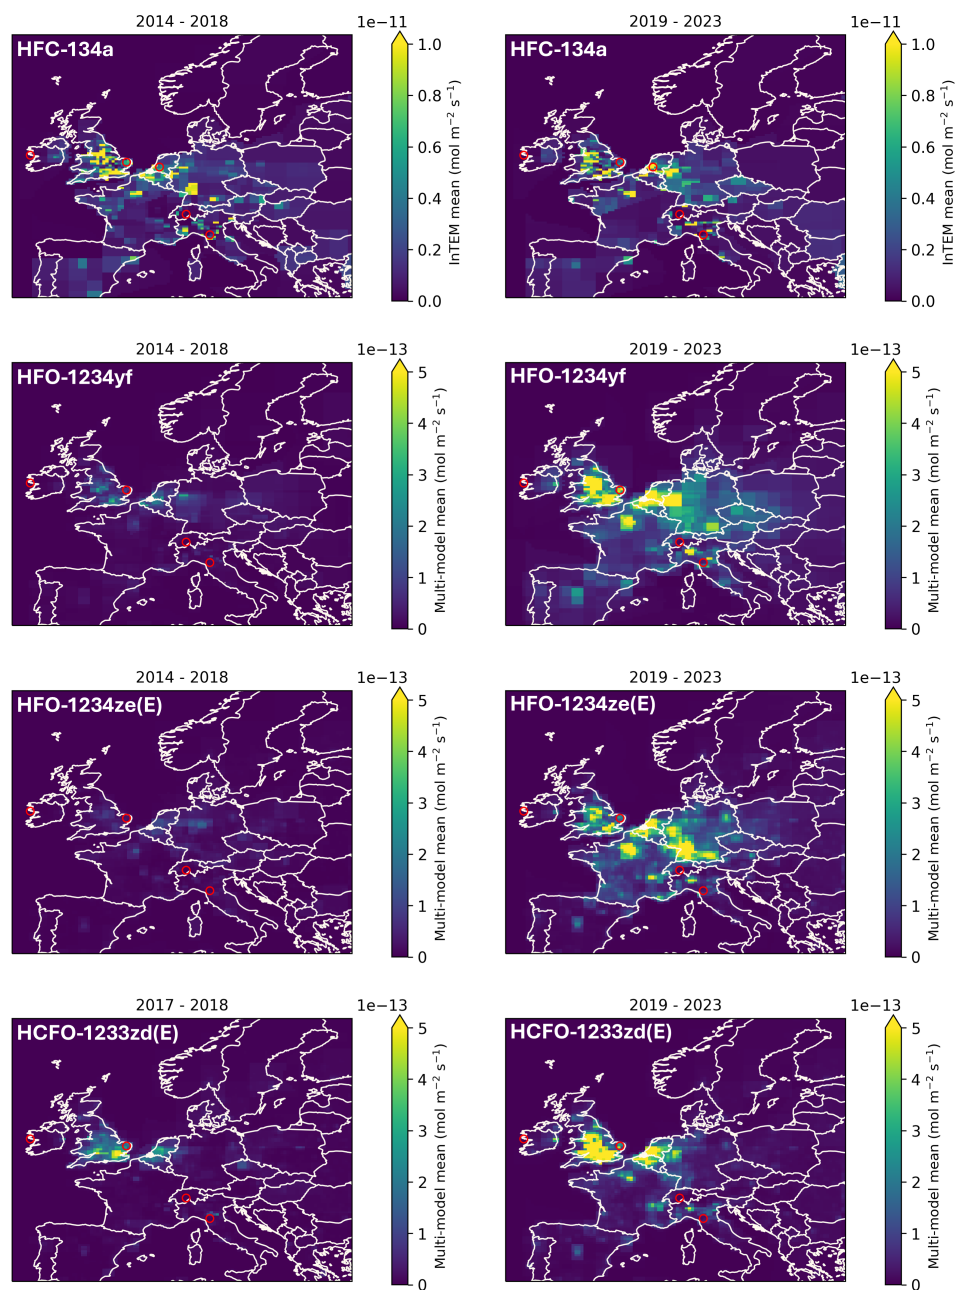 2014 - 2018
1e−11
HFC-134a
1.0
0.8
0.6
0.4
0.2
0.0
InTEM mean (mol m⁻² s⁻¹)
2019 - 2023
1e−11
HFC-134a
1.0
0.8
0.6
0.4
0.2
0.0
InTEM mean (mol m⁻² s⁻¹)
2014 - 2018
1e−13
HFO-1234yf
5
4
3
2
1
0
Multi-model mean (mol m⁻² s⁻¹)
2019 - 2023
1e−13
HFO-1234yf
5
4
3
2
1
0
Multi-model mean (mol m⁻² s⁻¹)
2014 - 2018
1e−13
HFO-1234ze(E)
5
4
3
2
1
0
Multi-model mean (mol m⁻² s⁻¹)
2019 - 2023
1e−13
HFO-1234ze(E)
5
4
3
2
1
0
Multi-model mean (mol m⁻² s⁻¹)
2017 - 2018
1e−13
HCFO-1233zd(E)
5
4
3
2
1
0
Multi-model mean (mol m⁻² s⁻¹)
2019 - 2023
1e−13
HCFO-1233zd(E)
5
4
3
2
1
0
Multi-model mean (mol m⁻² s⁻¹)